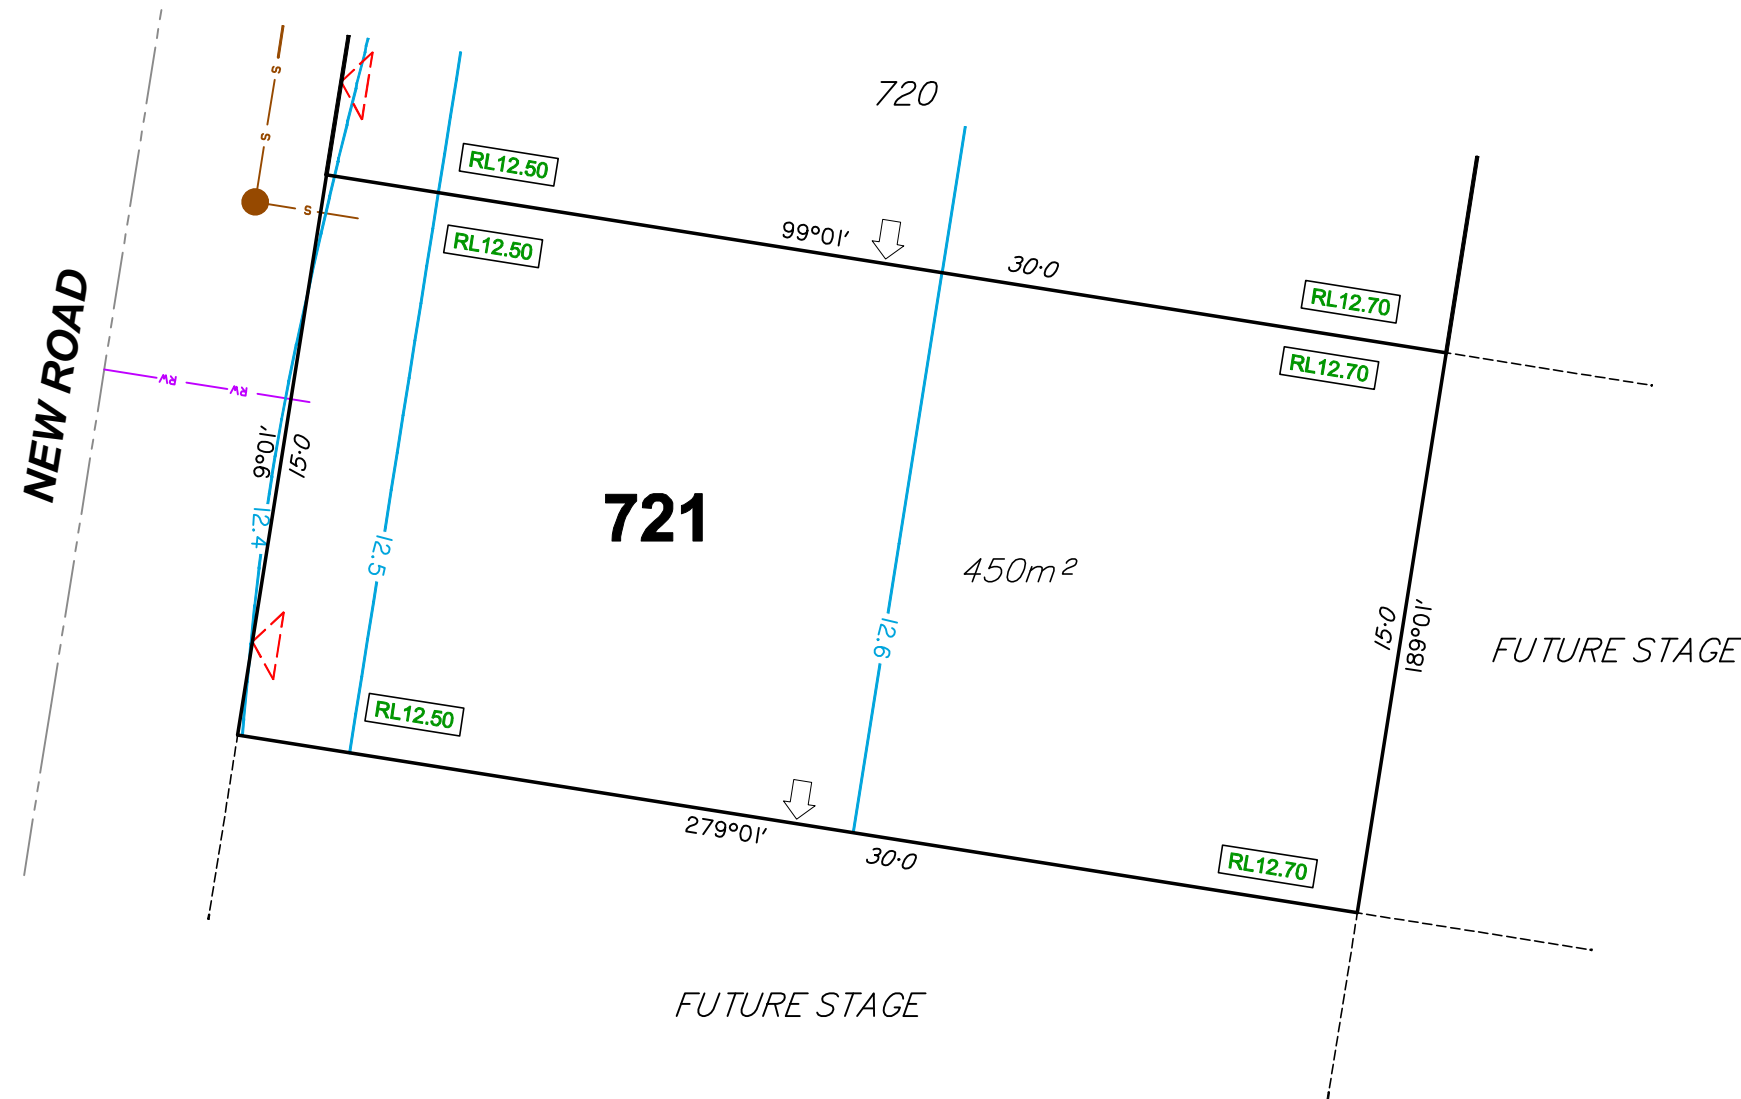 720
S
S
S
RL12.50
RL12.50
99°01'
30·0
RL12.70
RL12.70
NEW ROAD
RW
RW
9°01'
15·0
12.4
12.5
721
450m²
12.6
15·0
189°01'
FUTURE STAGE
RL12.50
279°01'
30·0
RL12.70
FUTURE STAGE